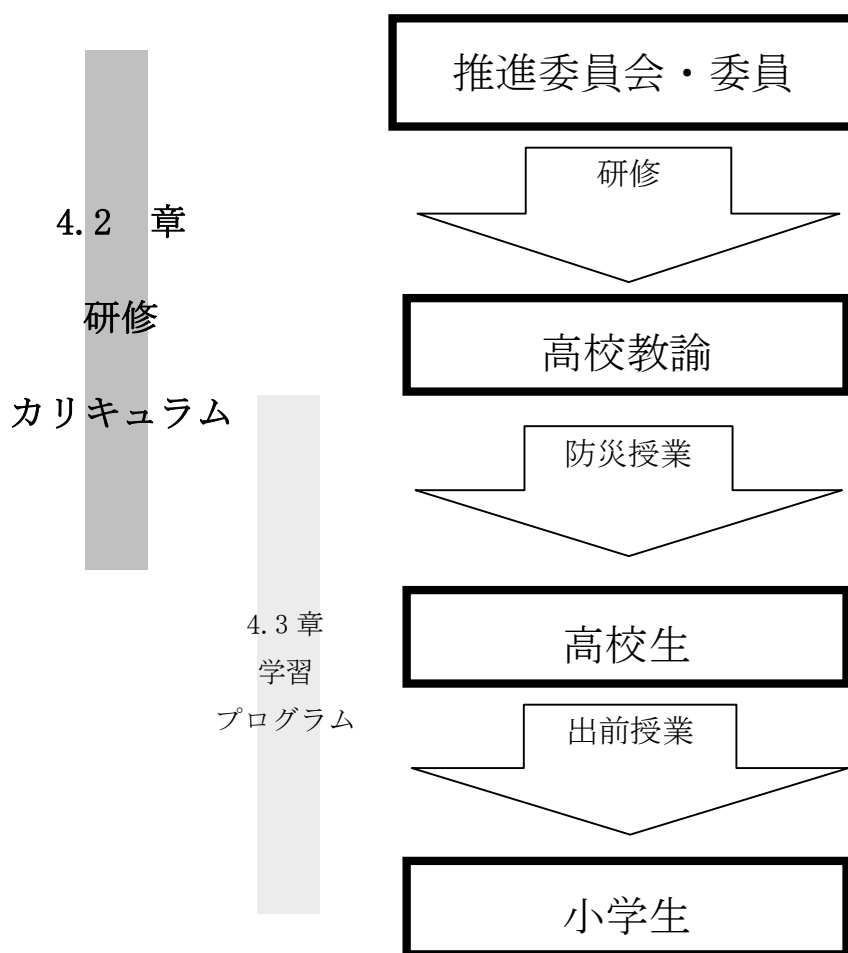 推進委員会・委員
研修
4.2　章
研修
カリキュラム
高校教諭
防災授業
4.3 章
学習
プログラム
高校生
出前授業
小学生